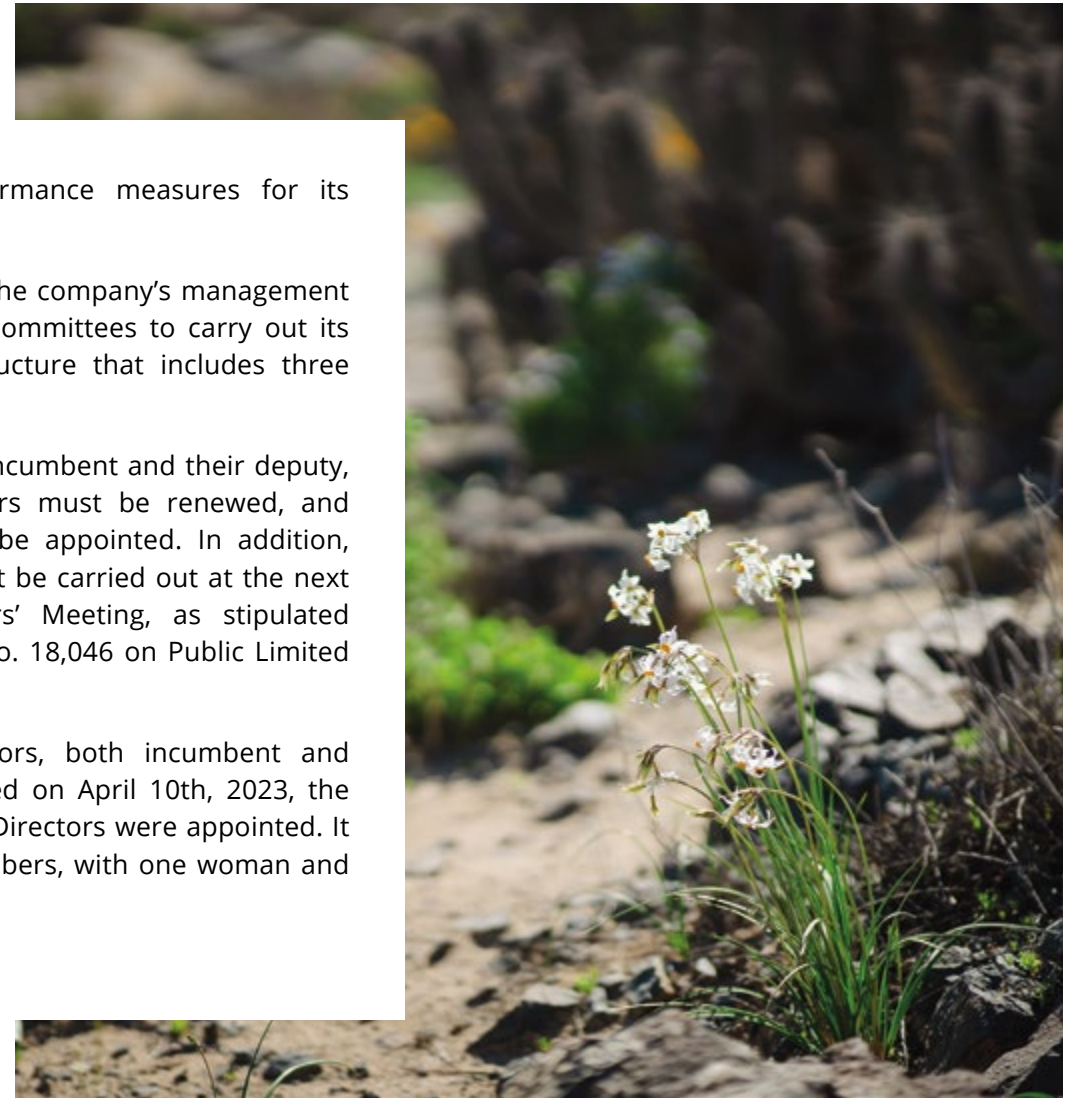 rmance measures for its
he company’s management
ommittees to carry out its
ucture that includes three
ncumbent and their deputy,
rs must be renewed, and
be appointed. In addition,
t be carried out at the next
rs’ Meeting, as stipulated
o. 18,046 on Public Limited
ors, both incumbent and
ed on April 10th, 2023, the
Directors were appointed. It
bers, with one woman and